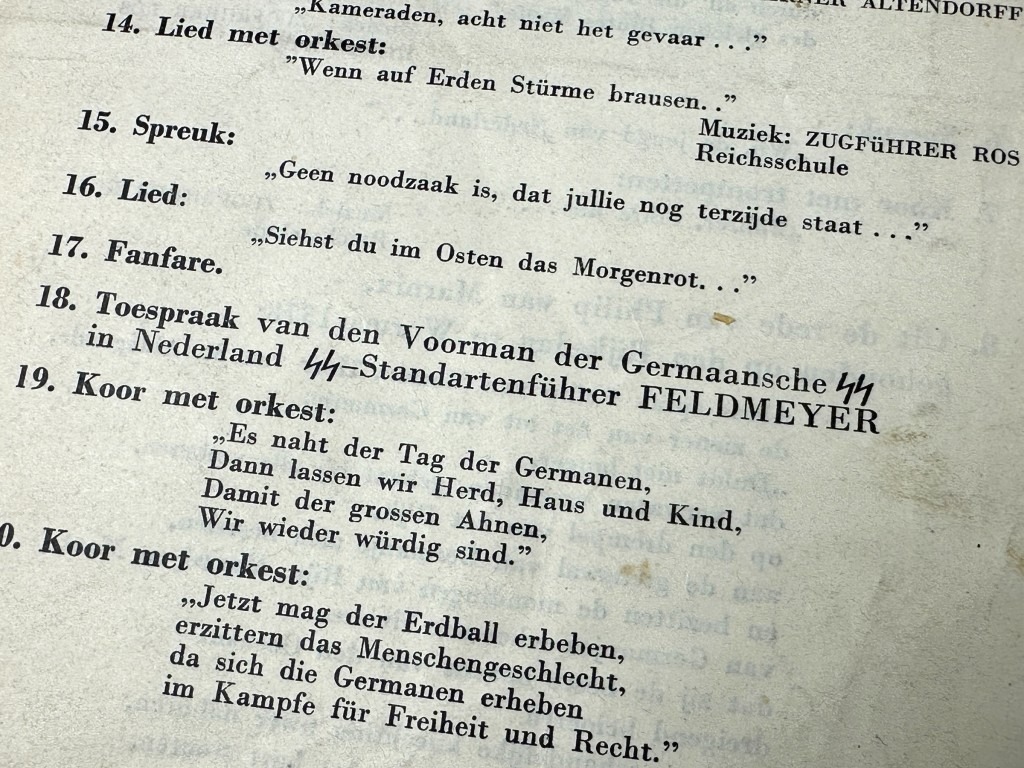 ALTENDORFF
„Kameraden, acht niet het gevaar . . .”
14. Lied met orkest:
”Wenn auf Erden Stürme brausen. . .”
Muziek: ZUGFüHRER ROS
Reichsschule
15. Spreuk:
„Geen noodzaak is, dat jullie nog terzijde staat . . .”
16. Lied:
„Siehst du im Osten das Morgenrot. . .”
17. Fanfare.
18. Toespraak van den Voorman der Germaansche SS
in Nederland SS–Standartenführer FELDMEYER
19. Koor met orkest:
„Es naht der Tag der Germanen,
Dann lassen wir Herd, Haus und Kind,
Damit der grossen Ahnen,
Wir wieder würdig sind.”
0. Koor met orkest:
„Jetzt mag der Erdball erbeben,
erzittern das Menschengeschlecht,
da sich die Germanen erheben
im Kampfe für Freiheit und Recht.”